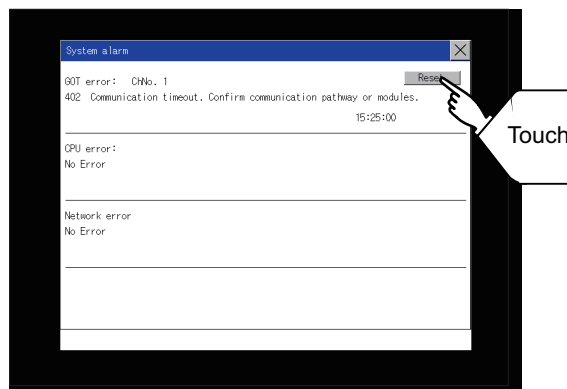 System alarm
GOT error: ChNo. 1
402 Communication timeout. Confirm communication pathway or modules.
15:25:00
Touch
CPU error:
No Error
Network error
No Error